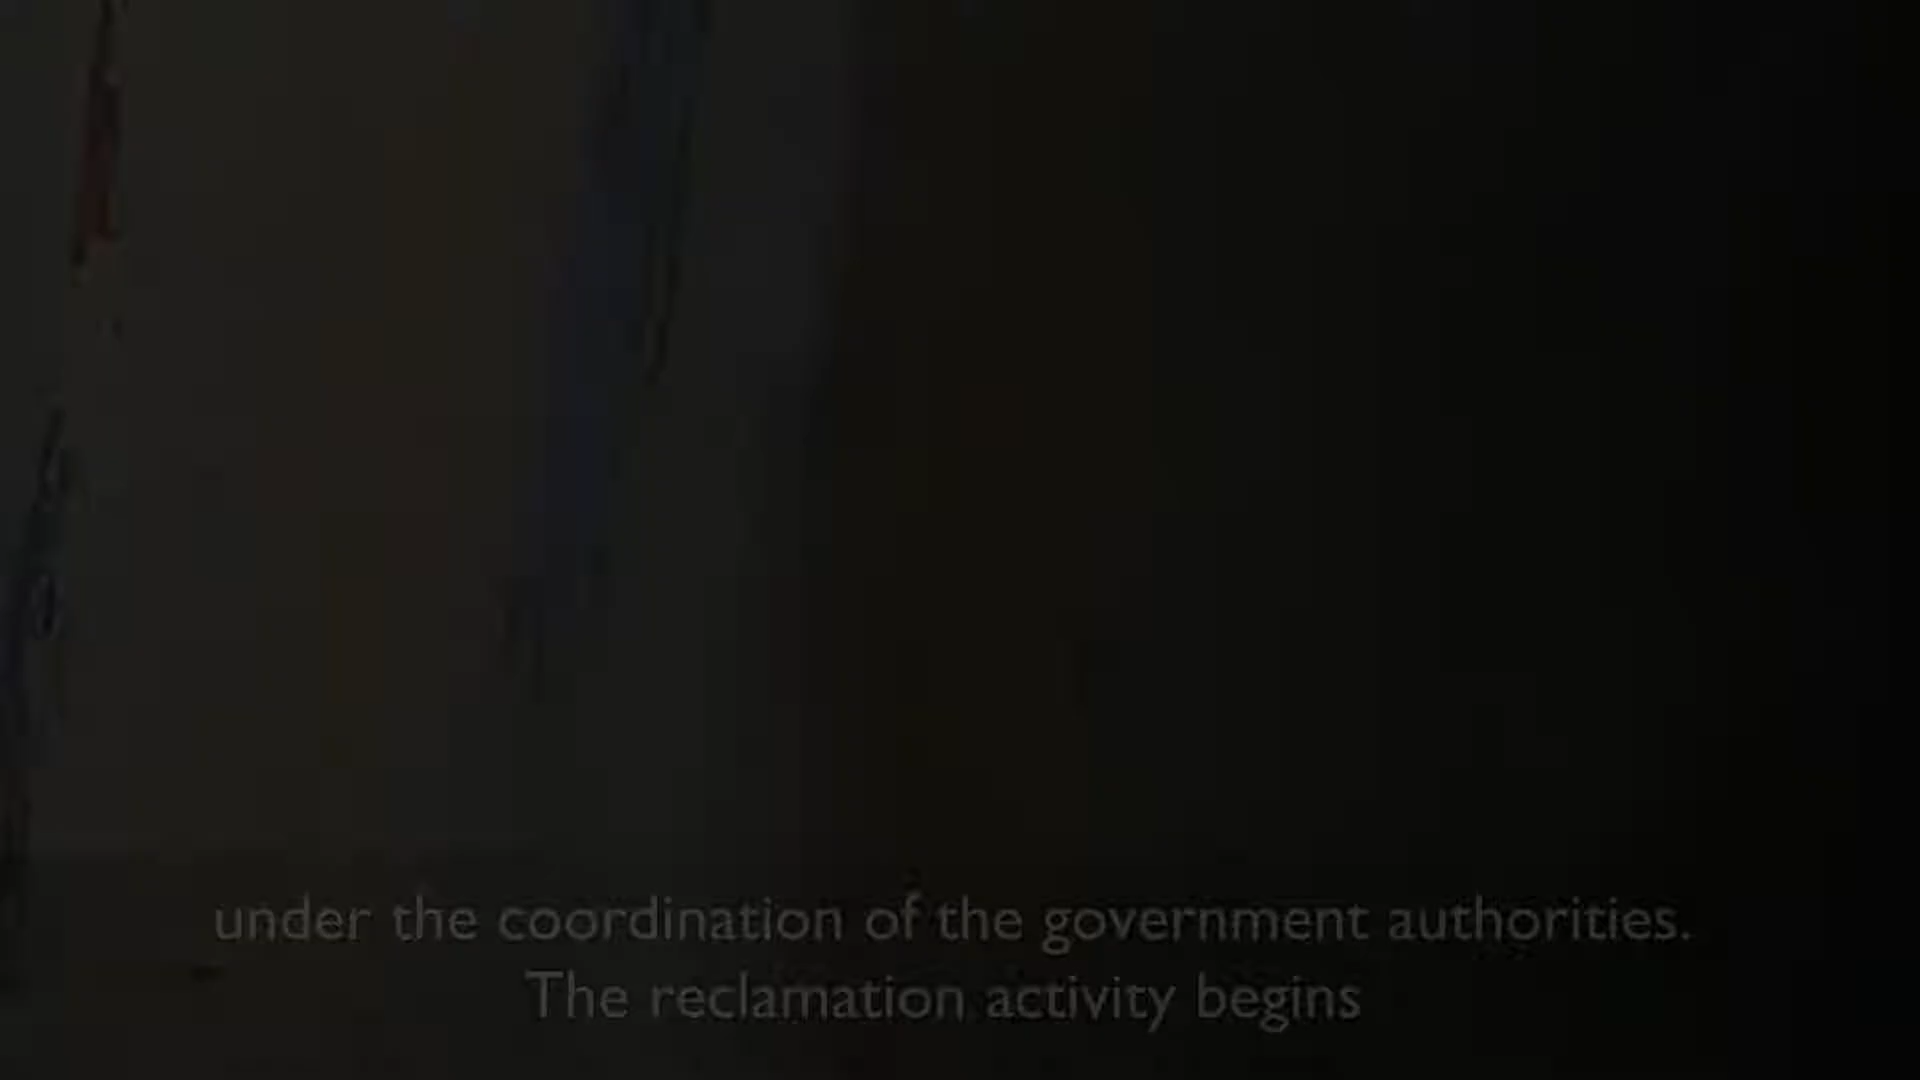 under the coordination of the government authorities.
The reclamation activity begins